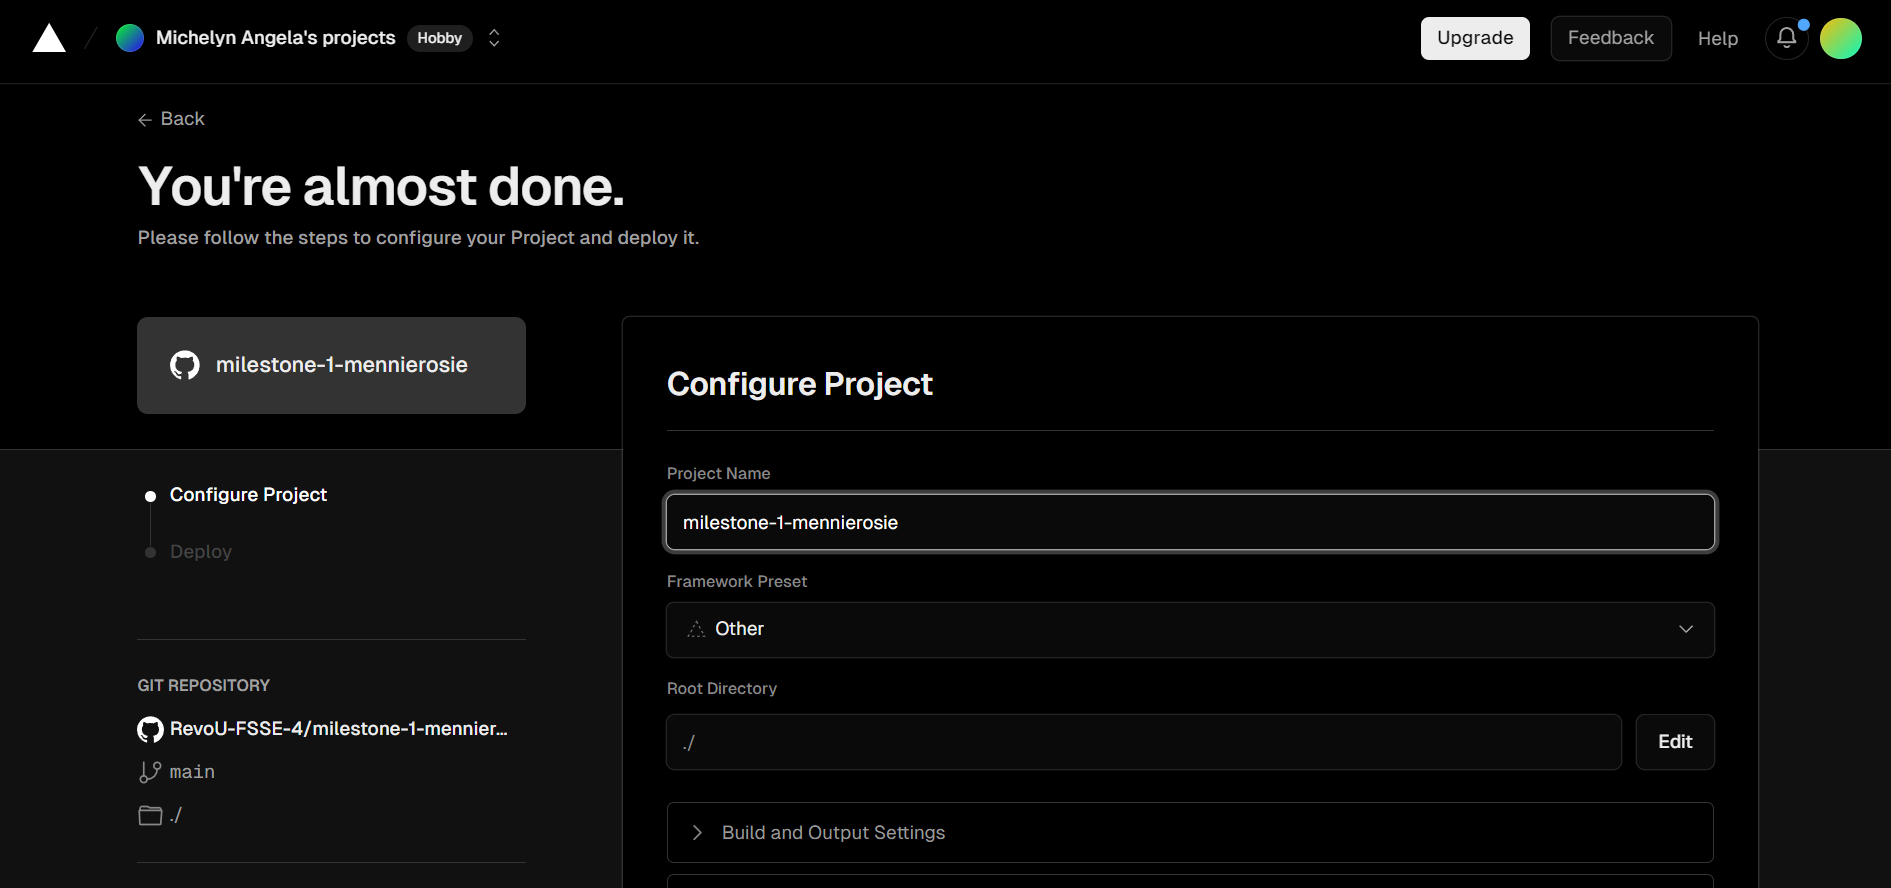 Michelyn Angela's projects Hobby
Upgrade Feedback Help
Back
You're almost done.
Please follow the steps to configure your Project and deploy it.
milestone-1-mennierosie
Configure Project
Deploy
GIT REPOSITORY
RevoU-FSSE-4/milestone-1-mennier...
main
./
Configure Project
Project Name
milestone-1-mennierosie
Framework Preset
Other
Root Directory
./ Edit
Build and Output Settings